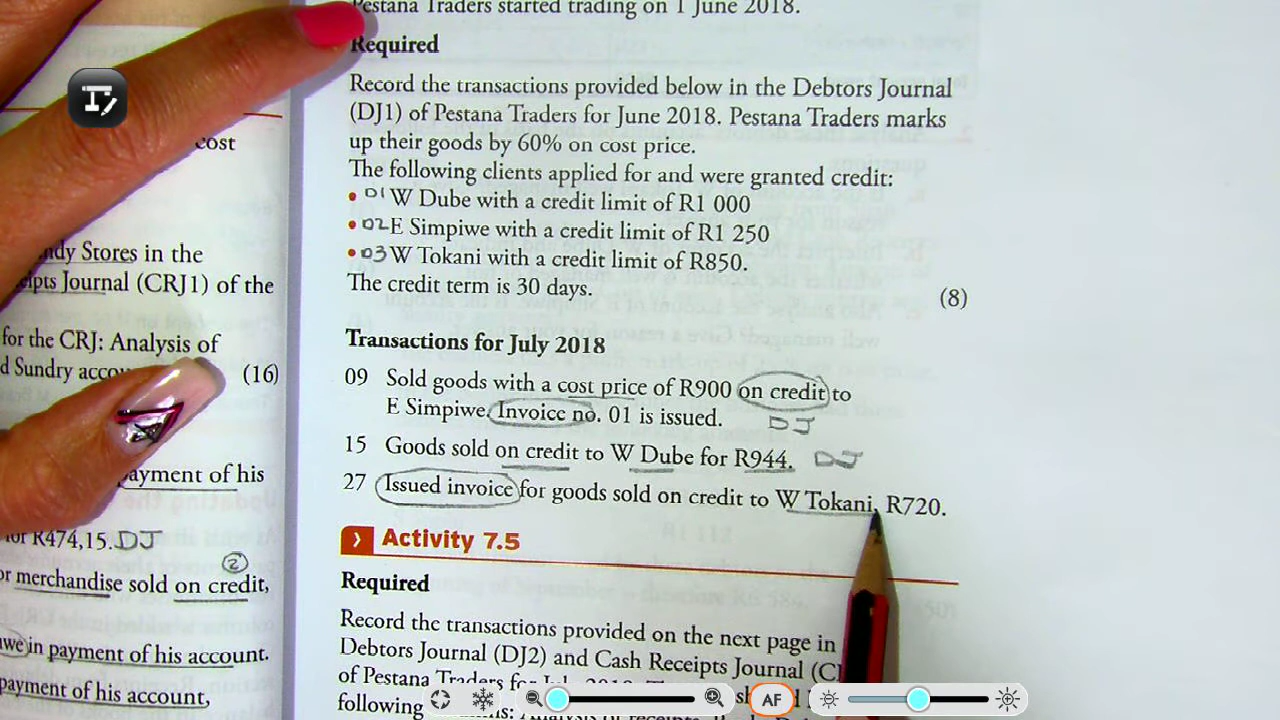 cost
ndy Stores in the
eipts Journal (CRJ1) of the
for the CRJ: Analysis of
d Sundry
(16)
payment of his
for R474,15. DJ
2
or merchandise sold on credit,
we in payment of his account.
payment of his account,
Pestana Traders started trading on 1 June 2018.
Required
Record the transactions provided below in the Debtors Journal
(DJ1) of Pestana Traders for June 2018. Pestana Traders marks
up their goods by 60% on cost price.
The following clients applied for and were granted credit:
• D1 W Dube with a credit limit of R1 000
• D2 E Simpiwe with a credit limit of R1 250
• D3 W Tokani with a credit limit of R850.
The credit term is 30 days.
(8)
Transactions for July 2018
09 Sold goods with a cost price of R900 on credit to
E Simpiwe. Invoice no. 01 is issued. DJ
15 Goods sold on credit to W Dube for R944. DJ
27 Issued invoice for goods sold on credit to W Tokani, R720.
Activity 7.5
Required
Record the transactions provided on the next page in
Debtors Journal (DJ2) and Cash Receipts Journal
of Pestana Traders
following
AF